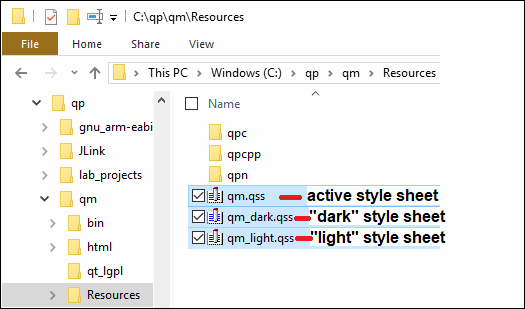 C:\qp\qm\Resources
File Home Share View
This PC Windows (C:) qp qm Resources
Name
qp
gnu_arm-eabi
JLink
lab_projects
qm
bin
html
qt_lgpl
Resources
qpc
qpcpp
qpn
qm.qss active style sheet
qm_dark.qss "dark" style sheet
qm_light.qss "light" style sheet